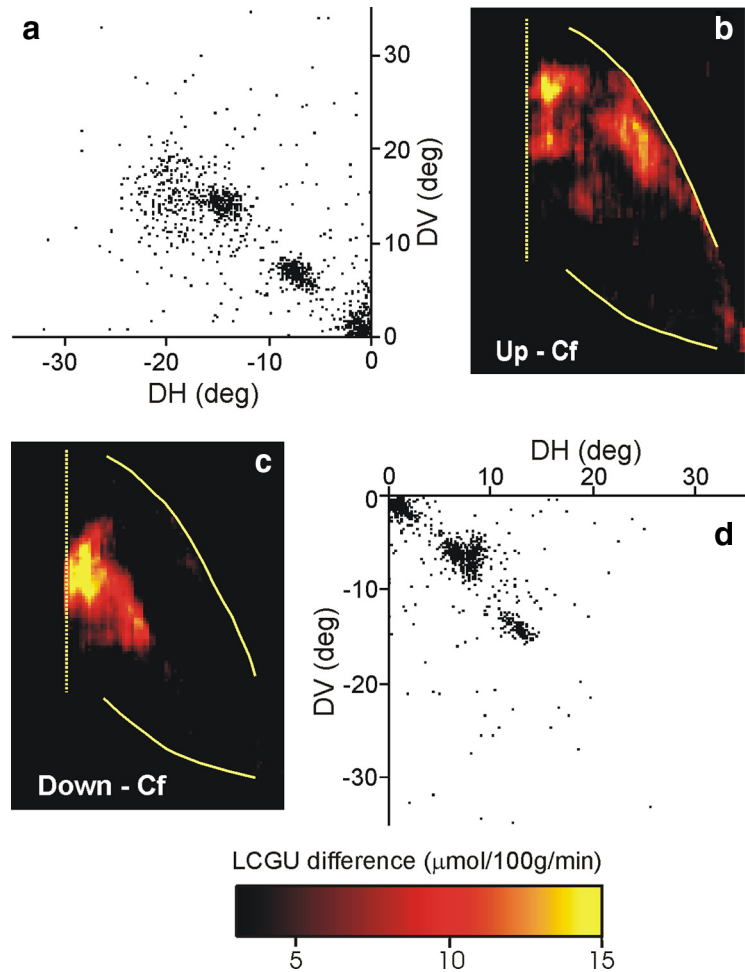 a
30
20
10
0
DV (deg)
-30
-20
-10
0
DH (deg)
b
Up - Cf
c
Down - Cf
DH (deg)
0
10
20
30
0
-10
-20
-30
DV (deg)
d
LCGU difference (μmol/100g/min)
5
10
15